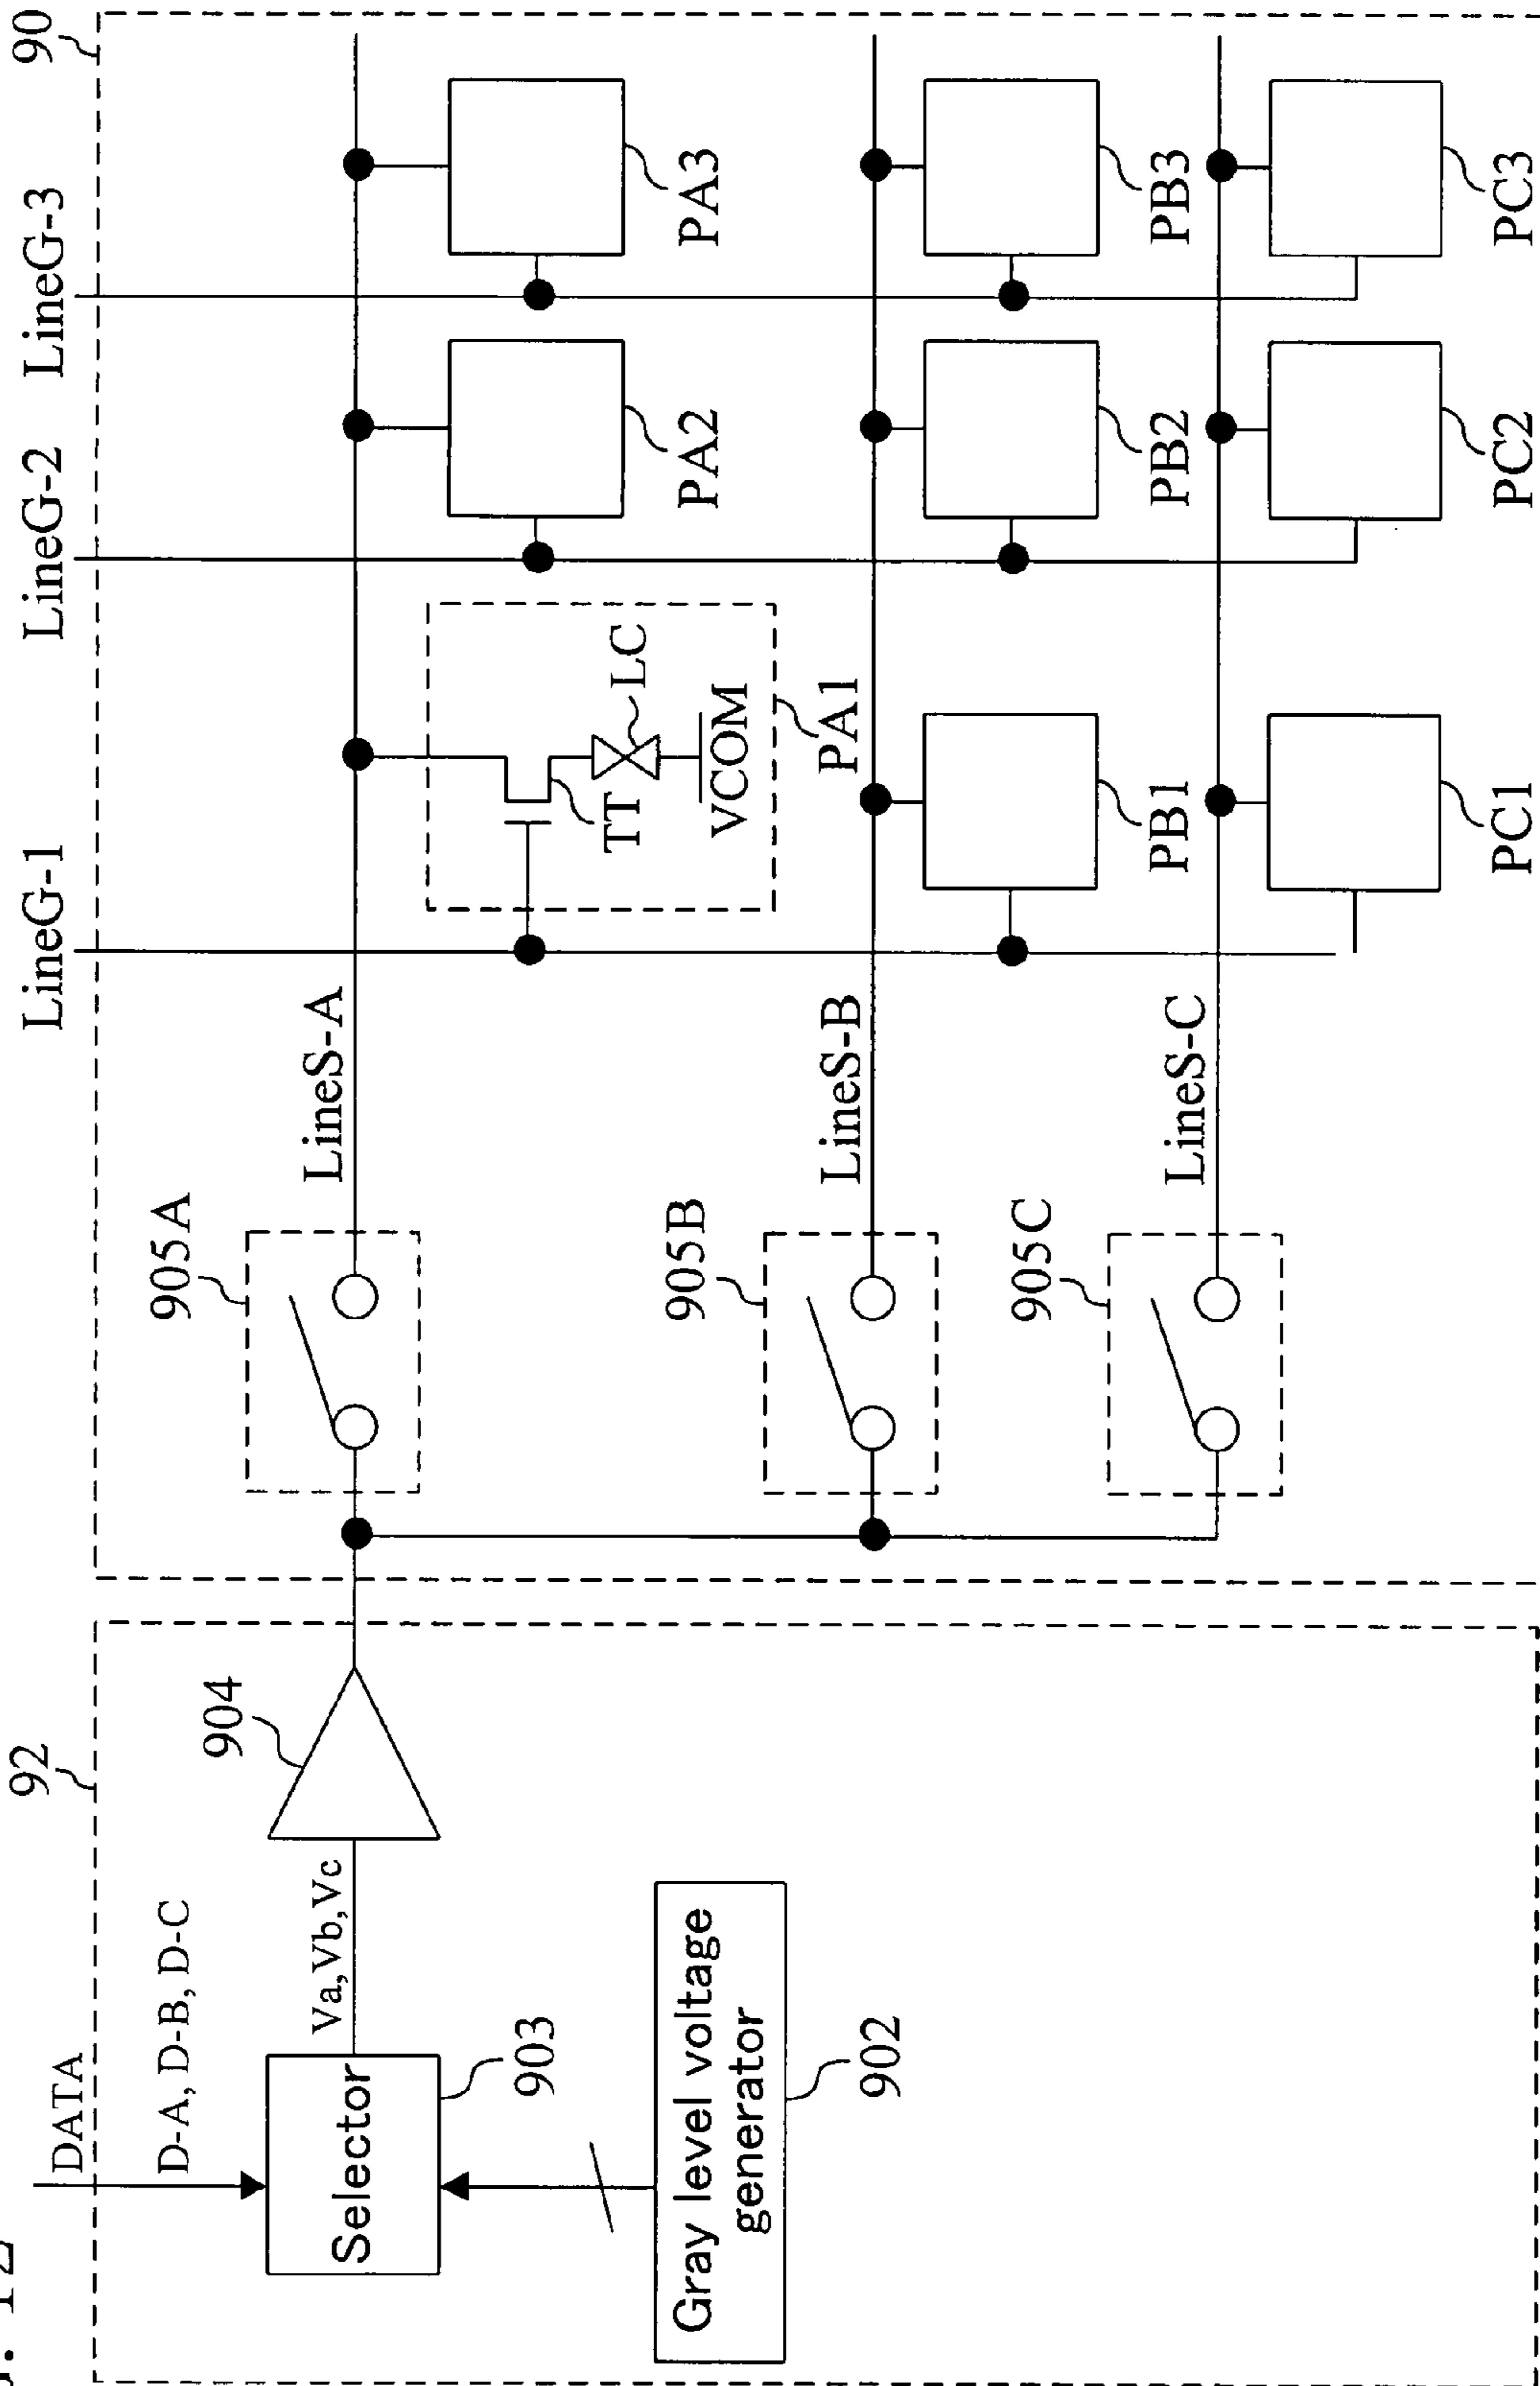 92
DATA
D-A, D-B, D-C
Selector
903
Va,Vb,Vc
904
Gray level voltage
generator
902
90
LineG-1
LineG-2
LineG-3
905A
LineS-A
TT
LC
VCOM
PA1
PA2
PA3
905B
LineS-B
PB1
PB2
PB3
905C
LineS-C
PC1
PC2
PC3